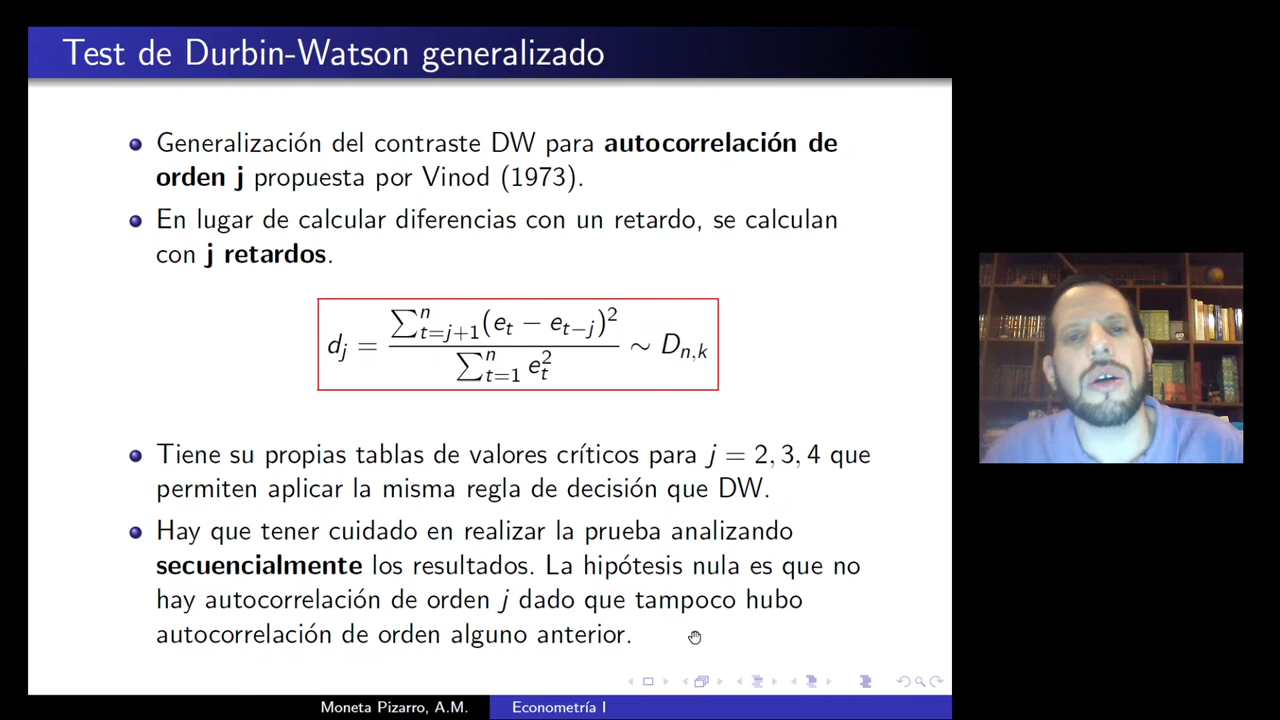 Test de Durbin-Watson generalizado
Generalización del contraste DW para autocorrelación de
orden j propuesta por Vinod (1973).
En lugar de calcular diferencias con un retardo, se calculan
con j retardos.
d_j = \frac{\sum_{t=j+1}^{n}(e_t − e_{t−j})^2}{\sum_{t=1}^{n} e_t^2} ∼ D_{n,k}
Tiene su propias tablas de valores críticos para j = 2, 3, 4 que
permiten aplicar la misma regla de decisión que DW.
Hay que tener cuidado en realizar la prueba analizando
secuencialmente los resultados. La hipótesis nula es que no
hay autocorrelación de orden j dado que tampoco hubo
autocorrelación de orden alguno anterior.
Moneta Pizarro, A.M. Econometría I